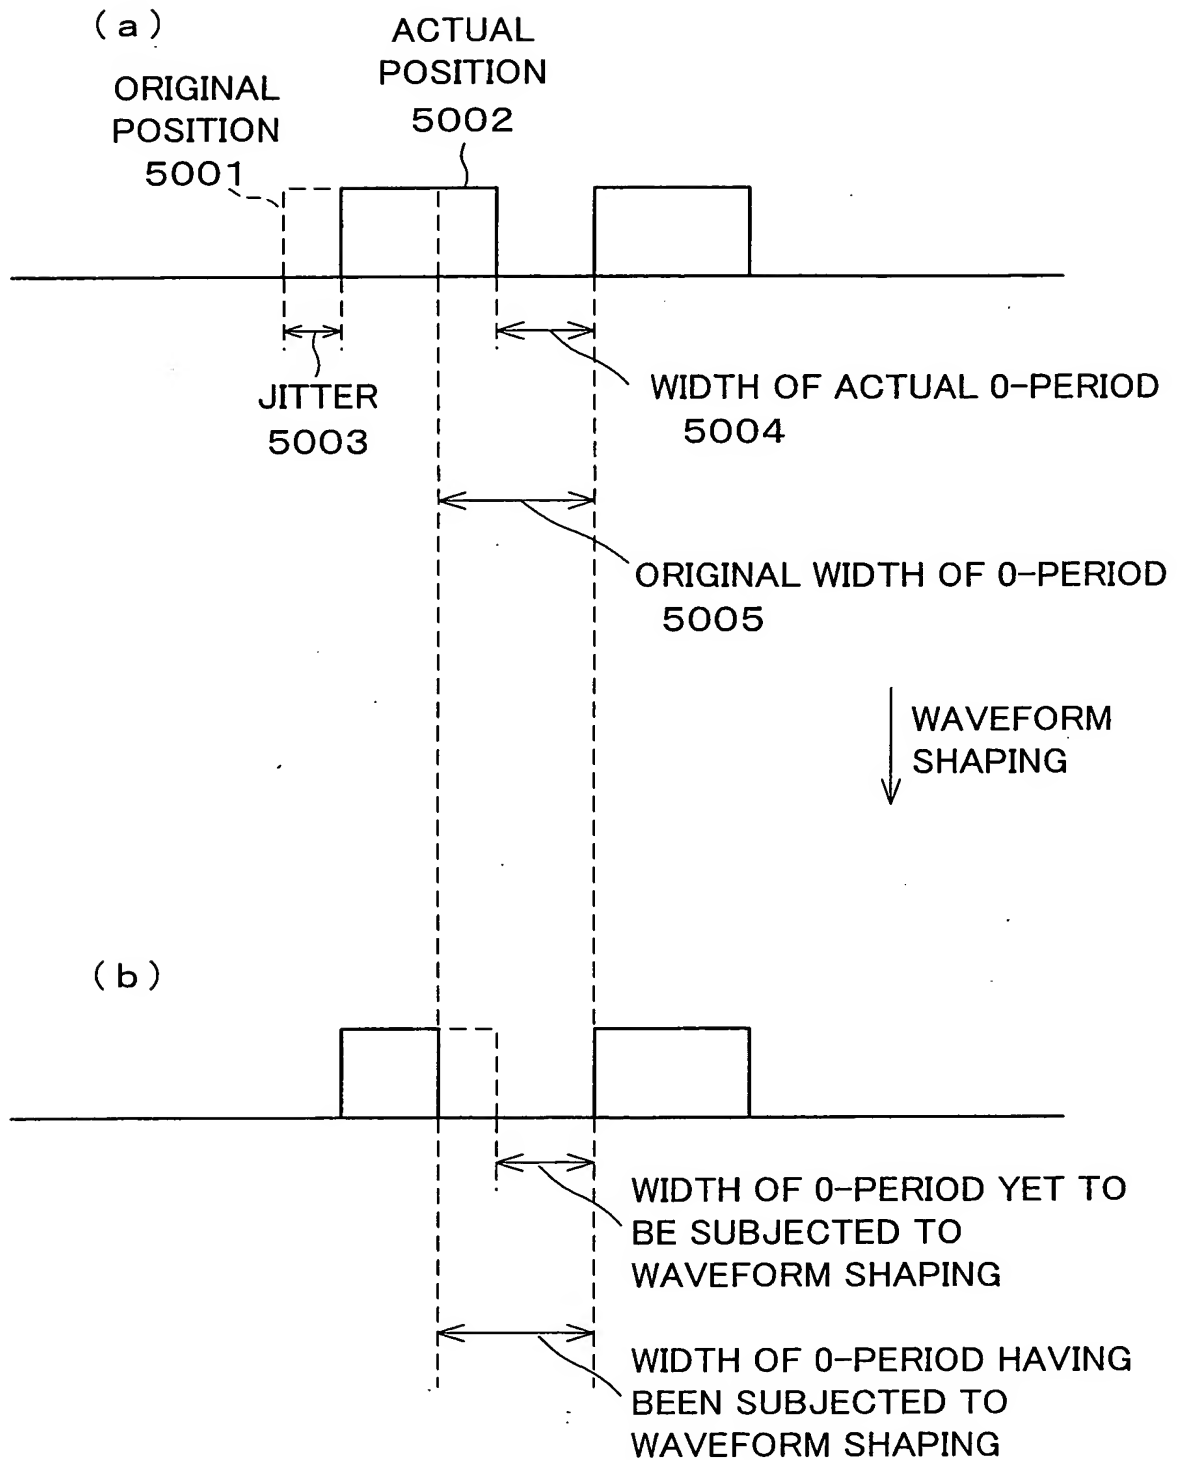 (a)
ACTUAL
POSITION
5002
ORIGINAL
POSITION
5001
JITTER
5003
WIDTH OF ACTUAL 0-PERIOD
5004
ORIGINAL WIDTH OF 0-PERIOD
5005
WAVEFORM
SHAPING
(b)
WIDTH OF 0-PERIOD YET TO
BE SUBJECTED TO
WAVEFORM SHAPING
WIDTH OF 0-PERIOD HAVING
BEEN SUBJECTED TO
WAVEFORM SHAPING